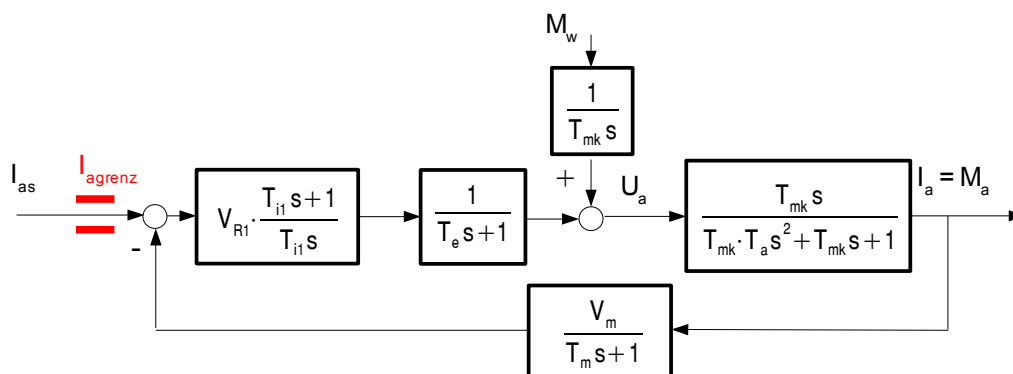 M_w
1
T_mk s
I_as
I_agrenz
-
V_R1 · T_i1 s + 1
T_i1 s
1
T_e s + 1
+
U_a
T_mk s
T_mk · T_a s² + T_mk s + 1
I_a = M_a
V_m
T_m s + 1